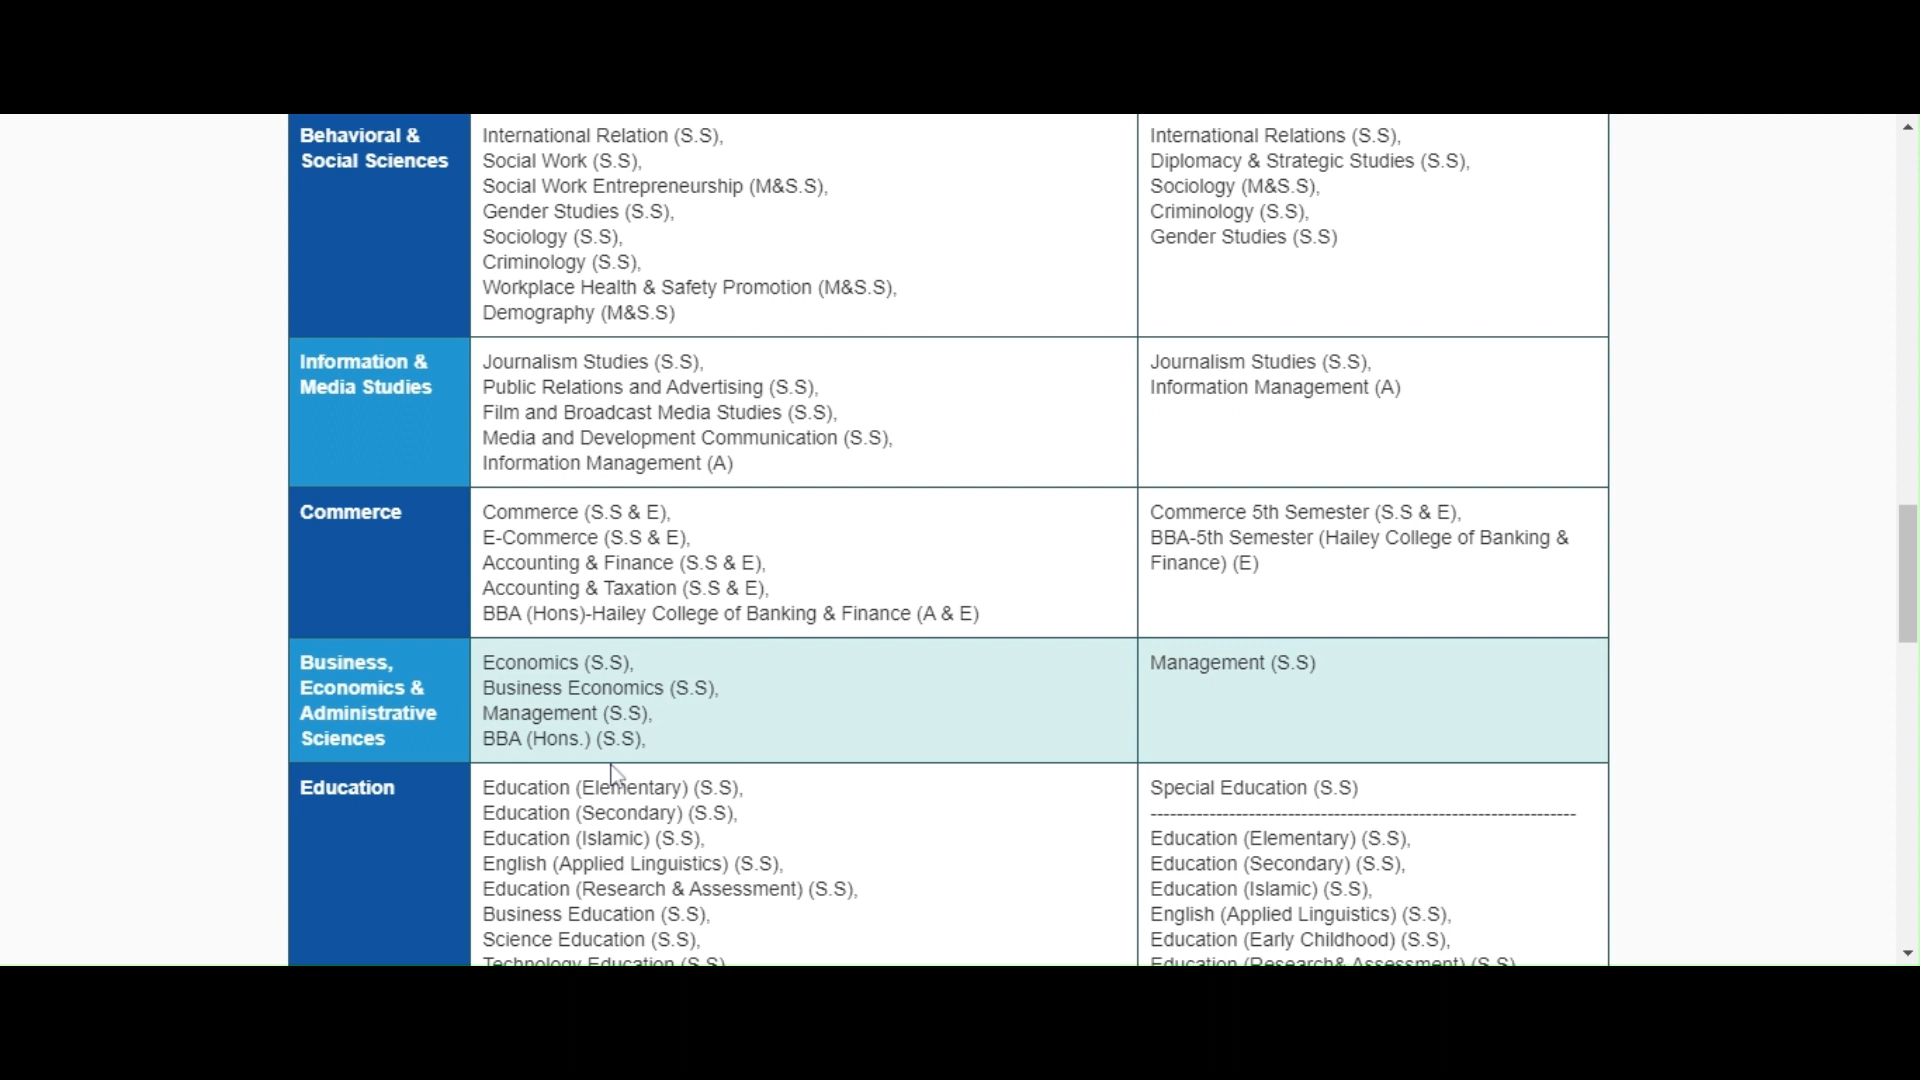 Behavioral &
Social Sciences
International Relation (S.S),
Social Work (S.S),
Social Work Entrepreneurship (M&S.S),
Gender Studies (S.S),
Sociology (S.S),
Criminology (S.S),
Workplace Health & Safety Promotion (M&S.S),
Demography (M&S.S)
International Relations (S.S),
Diplomacy & Strategic Studies (S.S),
Sociology (M&S.S),
Criminology (S.S),
Gender Studies (S.S)
Information &
Media Studies
Journalism Studies (S.S),
Public Relations and Advertising (S.S),
Film and Broadcast Media Studies (S.S),
Media and Development Communication (S.S),
Information Management (A)
Journalism Studies (S.S),
Information Management (A)
Commerce
Commerce (S.S & E),
E-Commerce (S.S & E),
Accounting & Finance (S.S & E),
Accounting & Taxation (S.S & E),
BBA (Hons)-Hailey College of Banking & Finance (A & E)
Commerce 5th Semester (S.S & E),
BBA-5th Semester (Hailey College of Banking &
Finance) (E)
Business,
Economics &
Administrative
Sciences
Economics (S.S),
Business Economics (S.S),
Management (S.S),
BBA (Hons.) (S.S),
Management (S.S)
Education
Education (Elementary) (S.S),
Education (Secondary) (S.S),
Education (Islamic) (S.S),
English (Applied Linguistics) (S.S),
Education (Research & Assessment) (S.S),
Business Education (S.S),
Science Education (S.S),
Technology Education (S.S)
Special Education (S.S)
-----------------------------------------------------------------
Education (Elementary) (S.S),
Education (Secondary) (S.S),
Education (Islamic) (S.S),
English (Applied Linguistics) (S.S),
Education (Early Childhood) (S.S),
Education (Research& Assessment) (S.S)